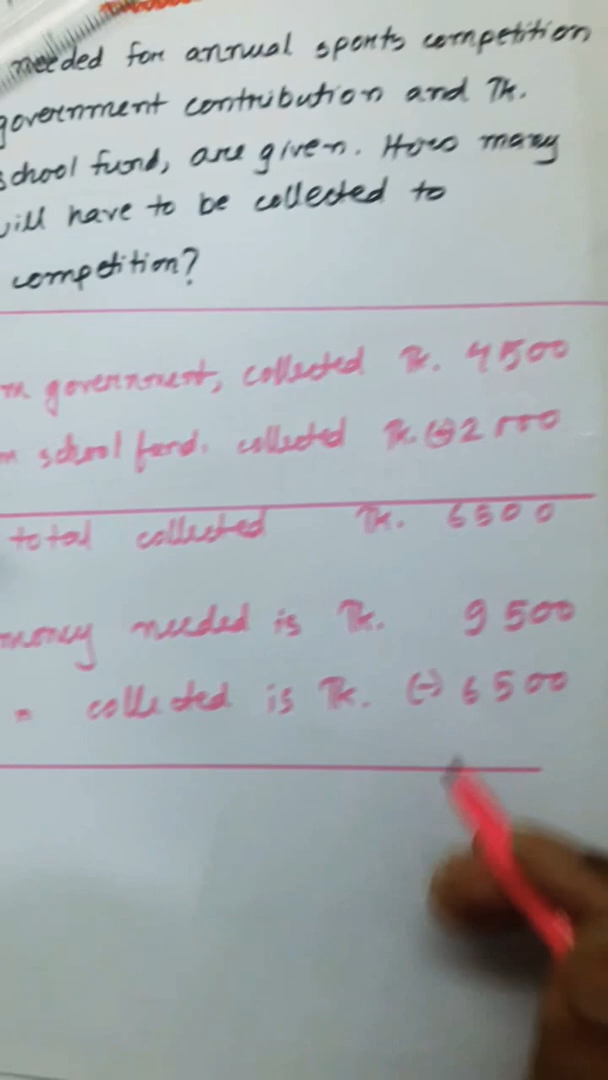 needed for annual sports competition
government contribution and Tk.
school fund, are given. How many
will have to be collected to
competition?
m government, collected Tk. 4500
m school fund. collected Tk. (+) 2000
total collected Tk. 6500
money needed is Tk. 9500
" collected is Tk. (-) 6500